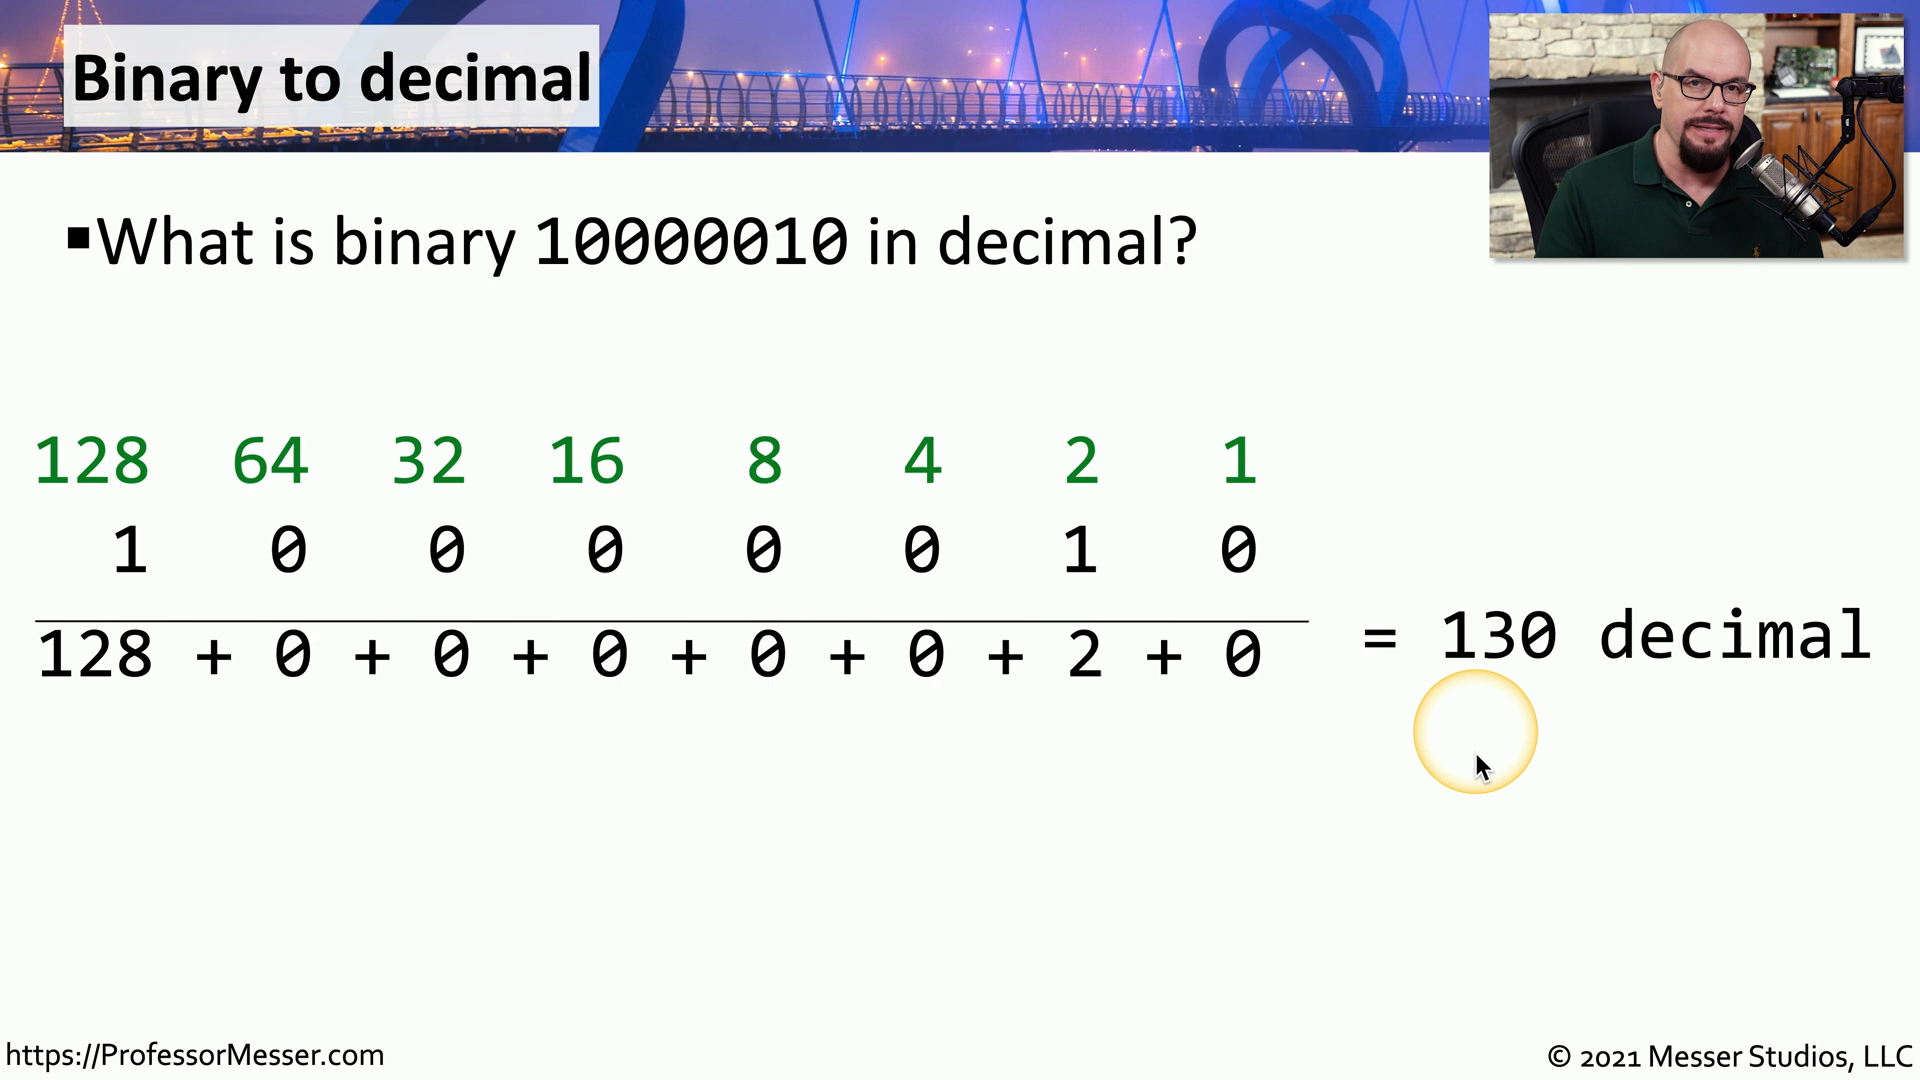 Binary to decimal
▪What is binary 10000010 in decimal?
128 64 32 16 8 4 2 1
1 0 0 0 0 0 1 0
128 + 0 + 0 + 0 + 0 + 0 + 2 + 0 = 130 decimal
https://ProfessorMesser.com
© 2021 Messer Studios, LLC